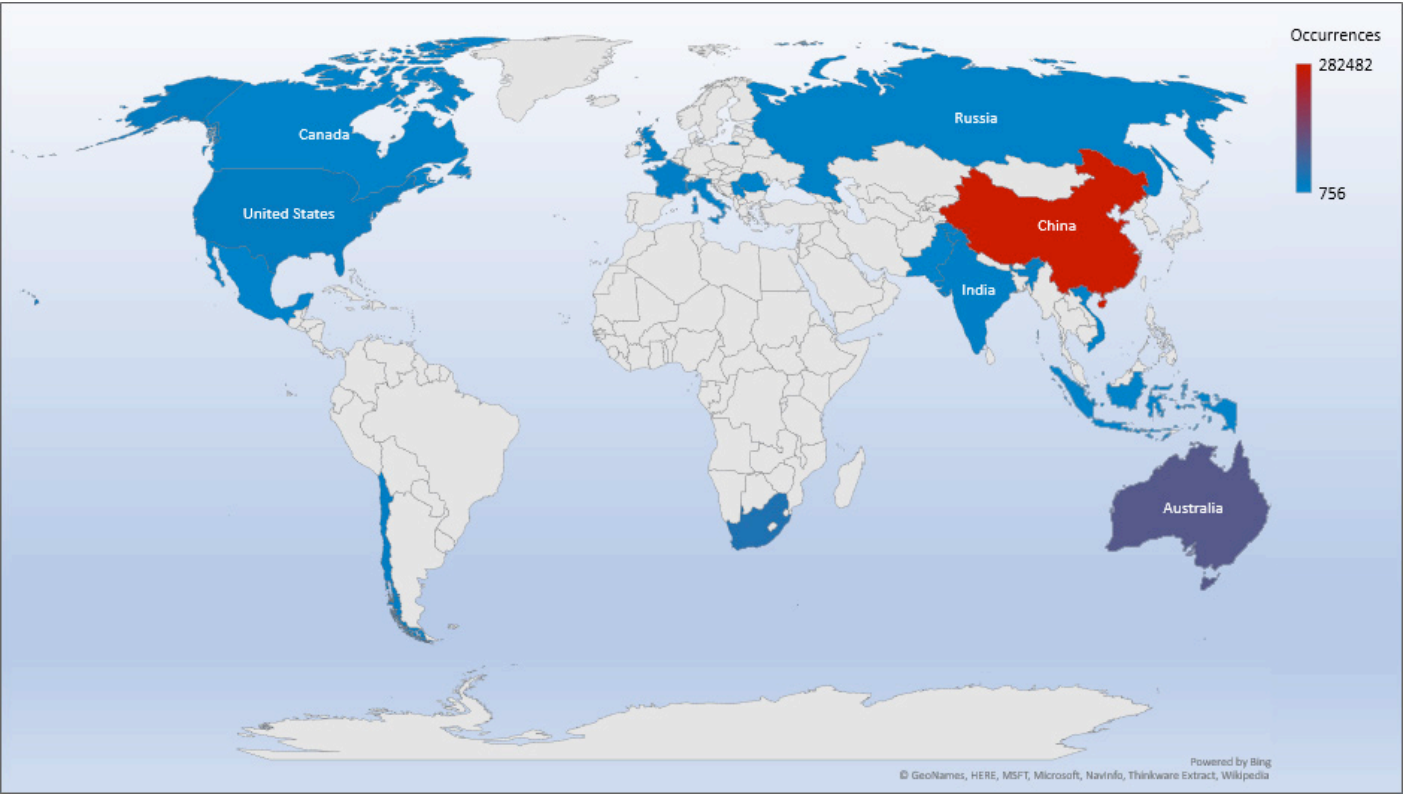 Occurrences
282482
756
Canada
Russia
United States
China
India
Australia
Powered by Bing
© GeoNames, HERE, MSFT, Microsoft, NavInfo, Thinkware Extract, Wikipedia